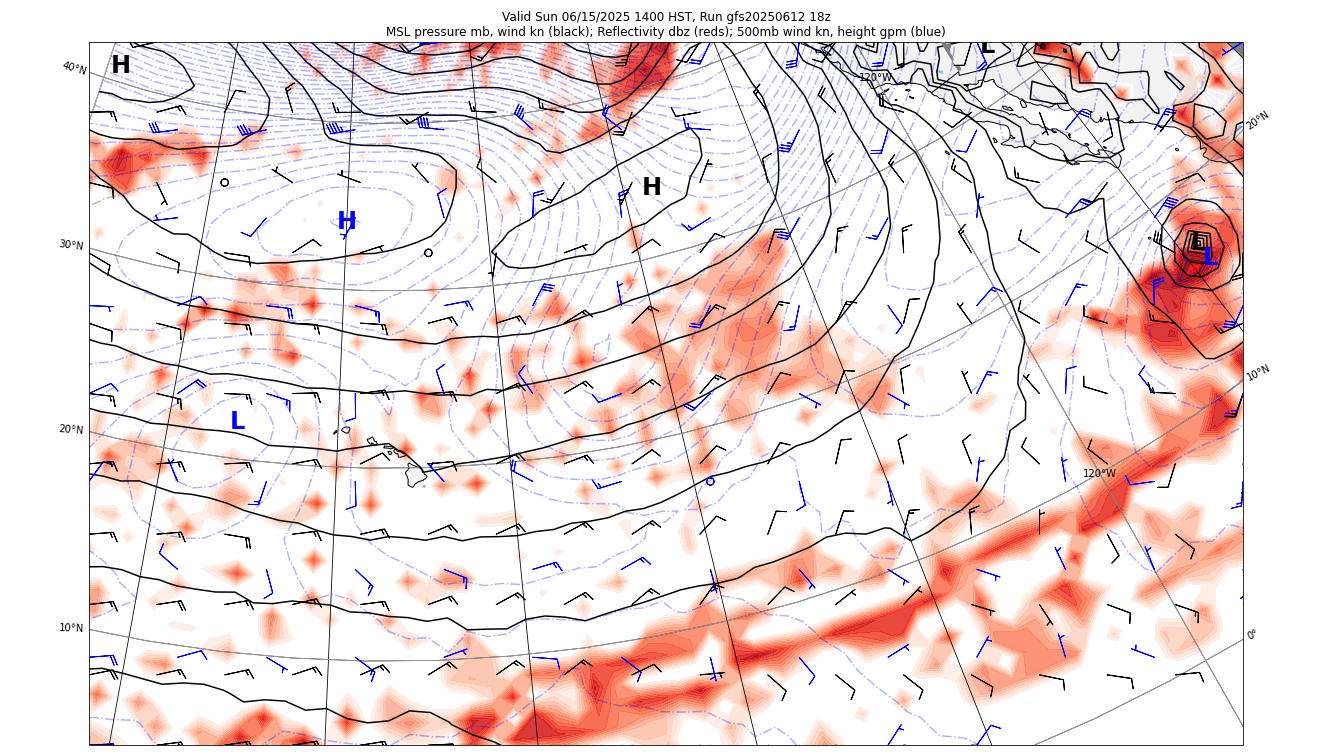 Valid Sun 06/15/2025 1400 HST, Run gfs20250612 18z
MSL pressure mb, wind kn (black); Reflectivity dbz (reds); 500mb wind kn, height gpm (blue)
L
H
40°N
120°W
20°N
H
H
30°N
L
L
10°N
L
20°N
120°W
10°N
0°